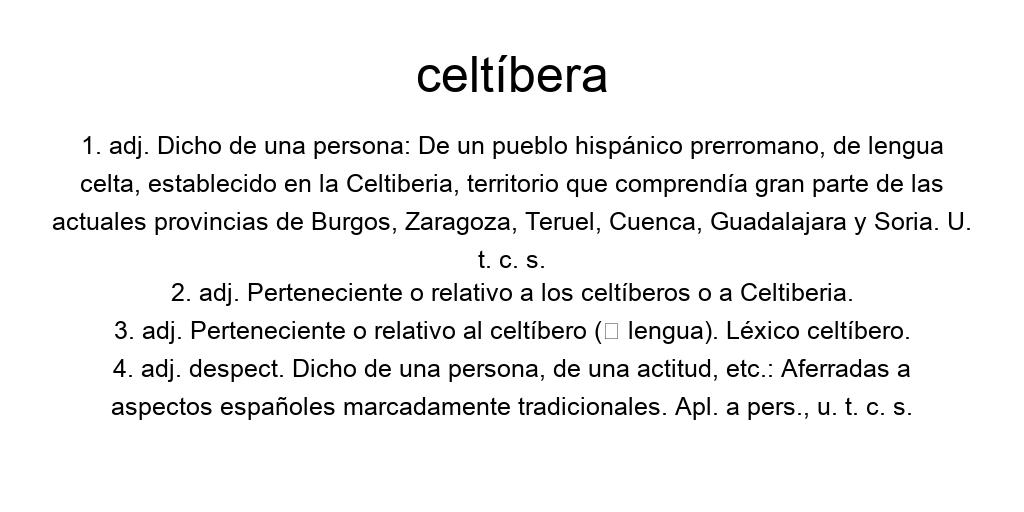 celtíbera
1. adj. Dicho de una persona: De un pueblo hispánico prerromano, de lengua
celta, establecido en la Celtiberia, territorio que comprendía gran parte de las
actuales provincias de Burgos, Zaragoza, Teruel, Cuenca, Guadalajara y Soria. U.
t. c. s.
2. adj. Perteneciente o relativo a los celtíberos o a Celtiberia.
3. adj. Perteneciente o relativo al celtíbero (□ lengua). Léxico celtíbero.
4. adj. despect. Dicho de una persona, de una actitud, etc.: Aferradas a
aspectos españoles marcadamente tradicionales. Apl. a pers., u. t. c. s.